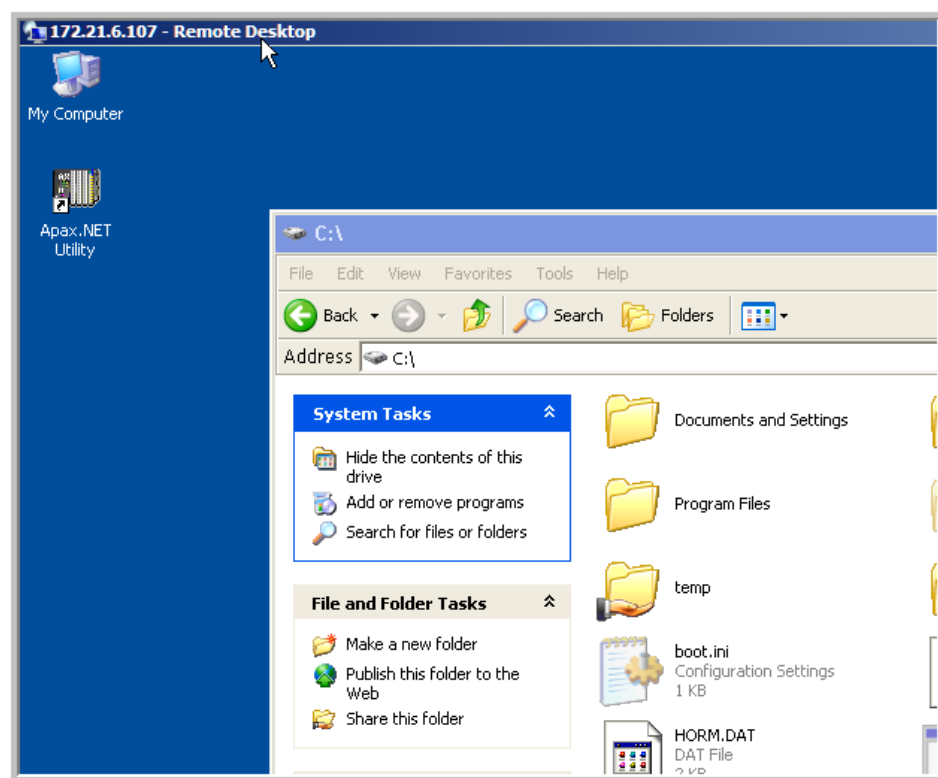 172.21.6.107 - Remote Desktop
My Computer
Apax.NET
Utility
C:\
File Edit View Favorites Tools Help
Back Search Folders
Address C:\
System Tasks
Hide the contents of this
drive
Add or remove programs
Search for files or folders
File and Folder Tasks
Make a new folder
Publish this folder to the
Web
Share this folder
Documents and Settings
Program Files
temp
boot.ini
Configuration Settings
1 KB
HORM.DAT
DAT File
2 KB